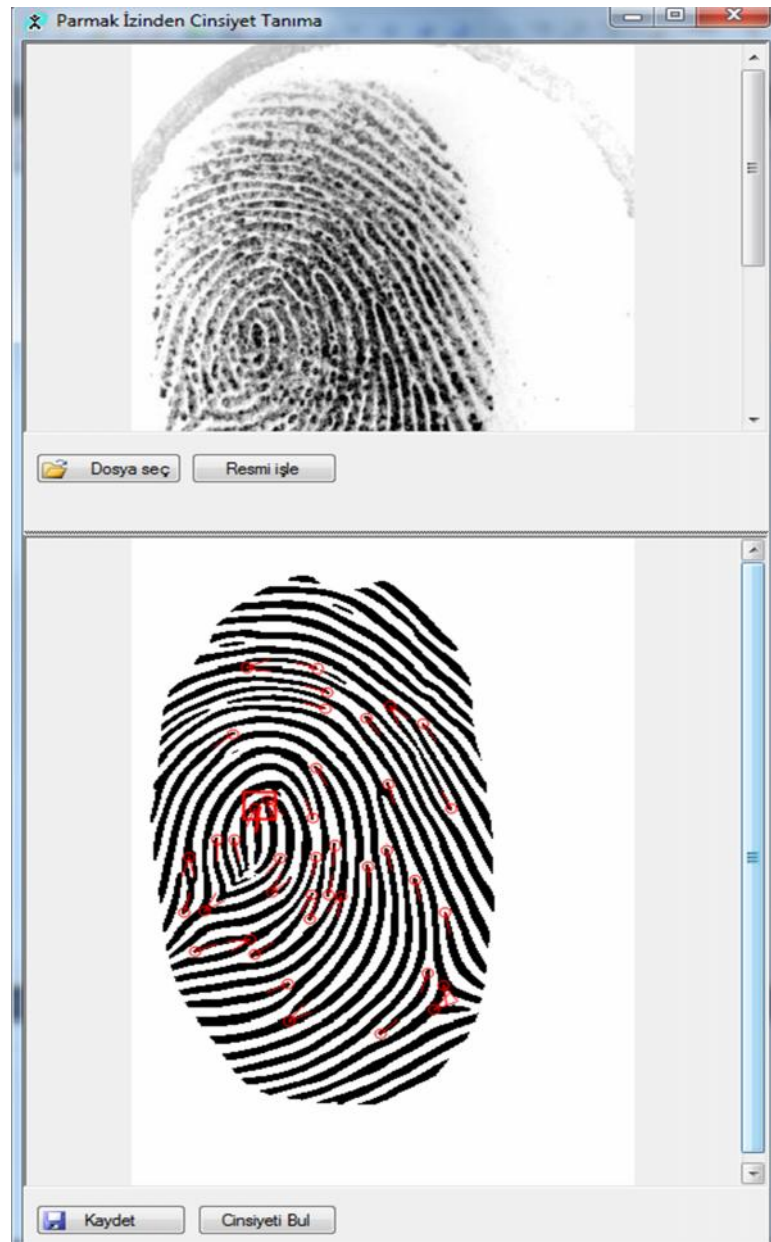 Parmak İzinden Cinsiyet Tanıma
Dosya seç
Resmi işle
Kaydet
Cinsiyeti Bul